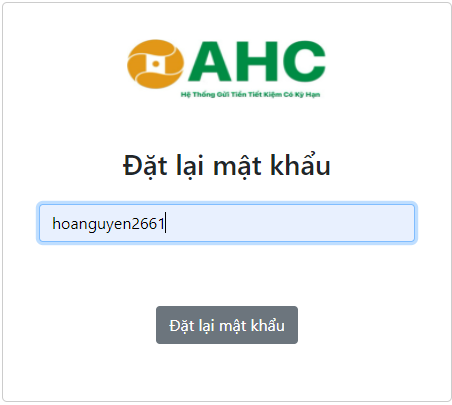 AHC
Hệ Thống Gửi Tiền Tiết Kiệm Có Kỳ Hạn
Đặt lại mật khẩu
hoanguyen2661
Đặt lại mật khẩu